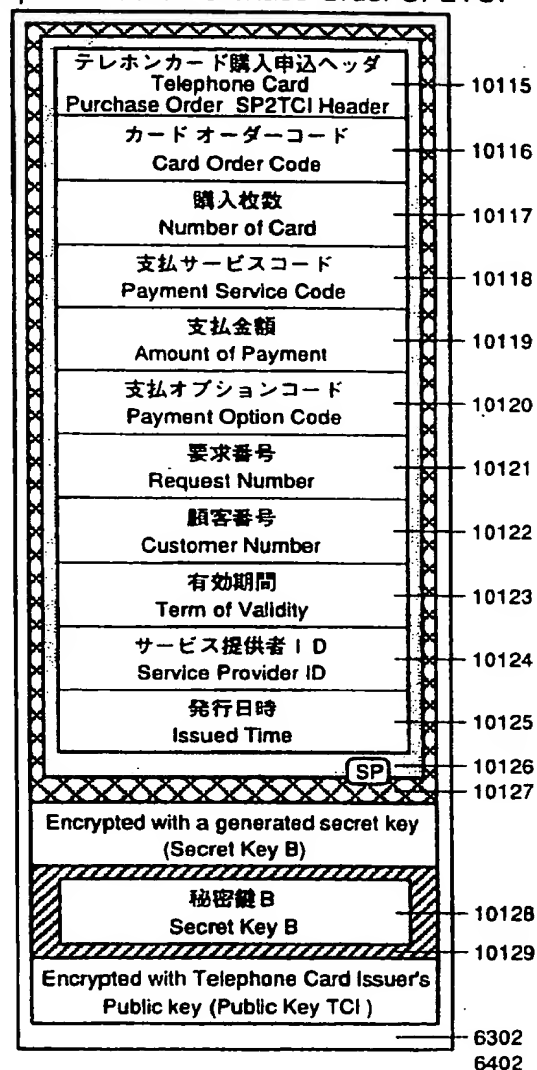 テレホンカード購入申込ヘッダ
Telephone Card
Purchase Order SP2TCI Header
10115
カード オーダーコード
Card Order Code
10116
購入枚数
Number of Card
10117
支払サービスコード
Payment Service Code
10118
支払金額
Amount of Payment
10119
支払オプションコード
Payment Option Code
10120
要求番号
Request Number
10121
顧客番号
Customer Number
10122
有効期間
Term of Validity
10123
サービス提供者ID
Service Provider ID
10124
発行日時
Issued Time
10125
SP
10126
10127
Encrypted with a generated secret key
(Secret Key B)
秘密鍵B
Secret Key B
10128
10129
Encrypted with Telephone Card Issuer's
Public key (Public Key TCI)
6302
6402